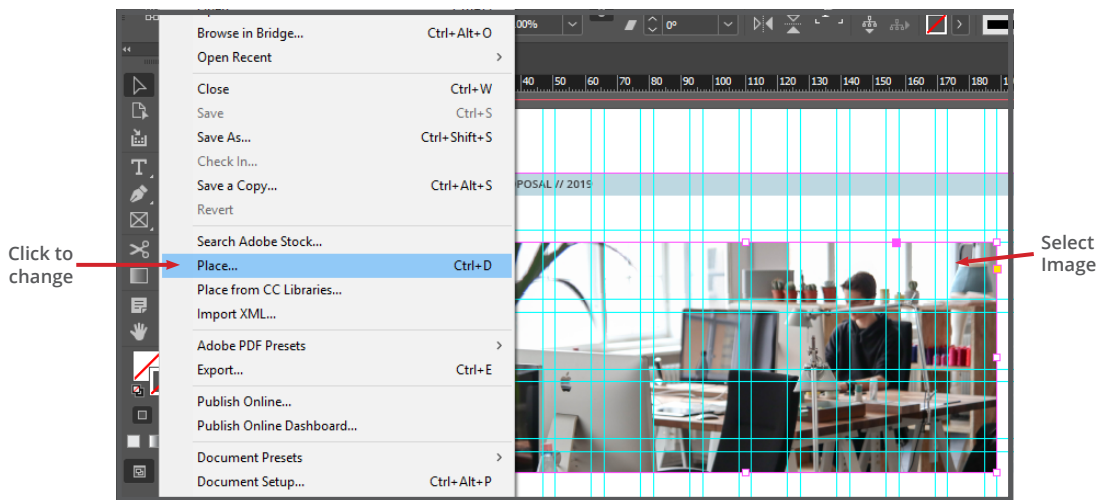 Browse in Bridge... Ctrl+Alt+O
Open Recent
Close Ctrl+W
Save Ctrl+S
Save As... Ctrl+Shift+S
Check In...
Save a Copy... Ctrl+Alt+S
Revert
Search Adobe Stock...
Place... Ctrl+D
Place from CC Libraries...
Import XML...
Adobe PDF Presets
Export... Ctrl+E
Publish Online...
Publish Online Dashboard...
Document Presets
Document Setup... Ctrl+Alt+P
00% 0°
40 50 60 70 80 90 100 110 120 130 140 150 160 170 180
POSAL // 2019
Click to
change
Select
Image